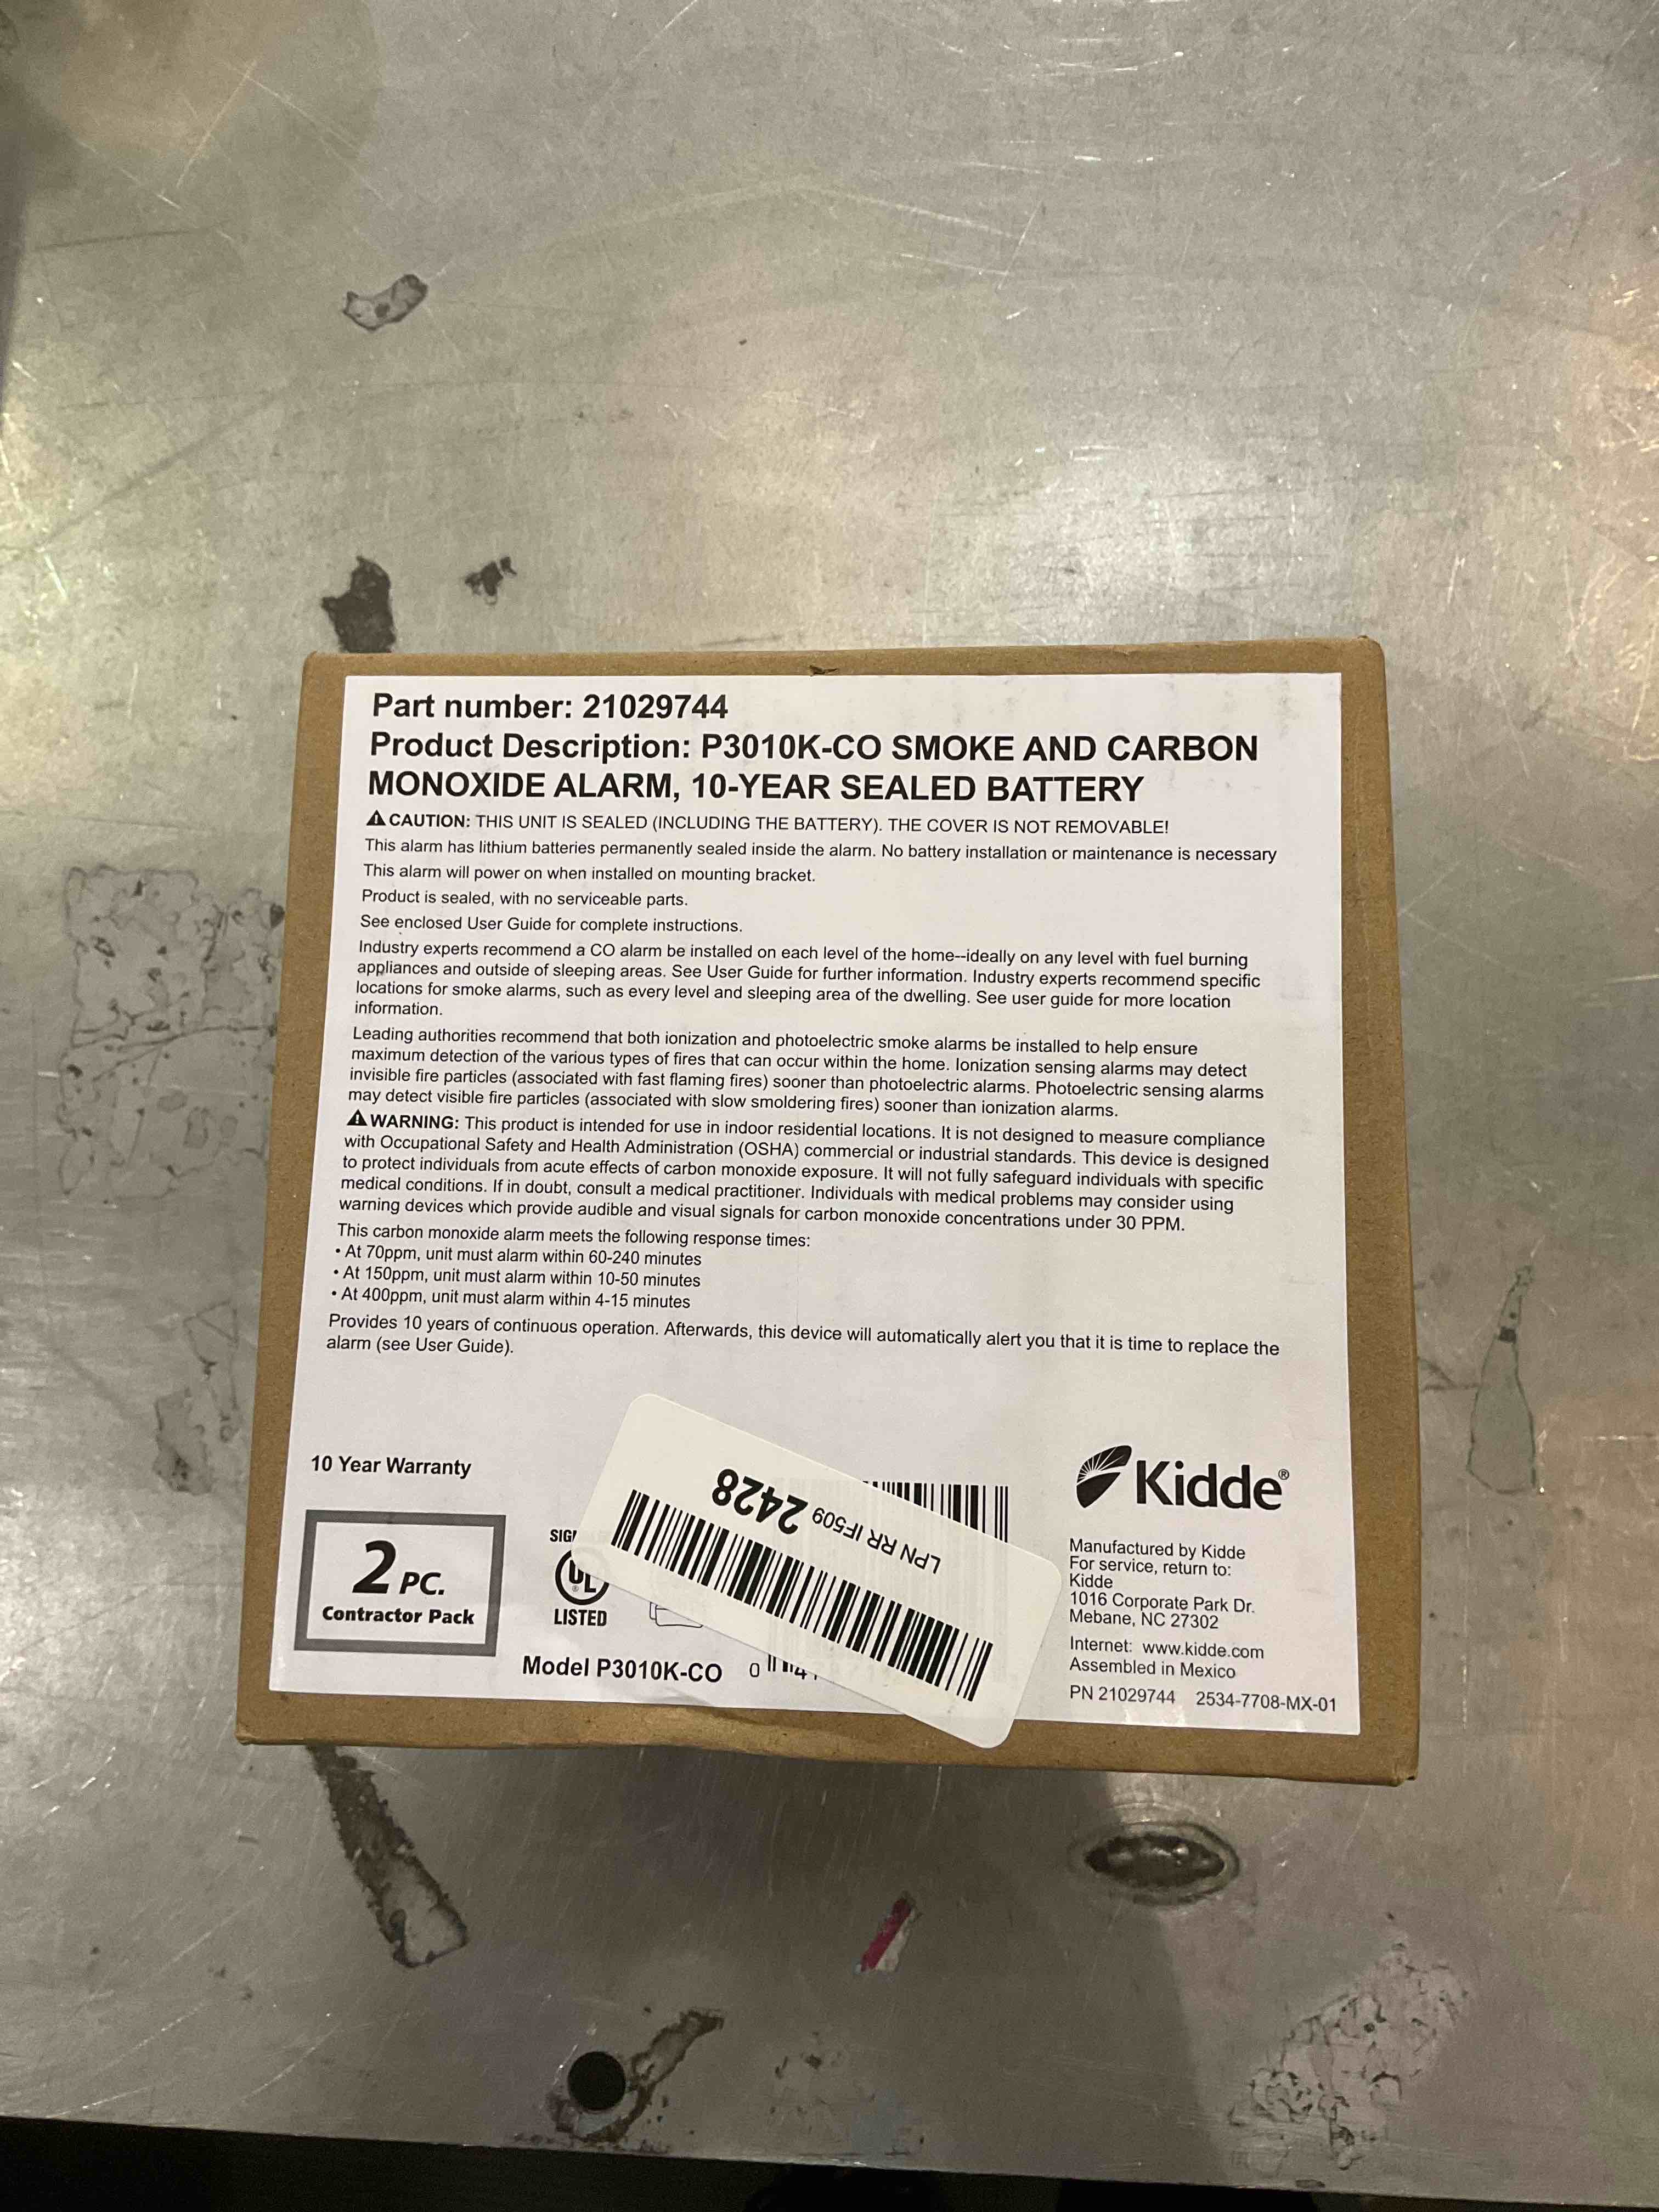 Part number: 21029744
Product Description: P3010K-CO SMOKE AND CARBON
MONOXIDE ALARM, 10-YEAR SEALED BATTERY
CAUTION: THIS UNIT IS SEALED (INCLUDING THE BATTERY). THE COVER IS NOT REMOVABLE!
This alarm has lithium batteries permanently sealed inside the alarm. No battery installation or maintenance is necessary
This alarm will power on when installed on mounting bracket.
Product is sealed, with no serviceable parts.
See enclosed User Guide for complete instructions.
Industry experts recommend a CO alarm be installed on each level of the home--ideally on any level with fuel burning
appliances and outside of sleeping areas. See User Guide for further information. Industry experts recommend specific
locations for smoke alarms, such as every level and sleeping area of the dwelling. See user guide for more location
information.
Leading authorities recommend that both ionization and photoelectric smoke alarms be installed to help ensure
maximum detection of the various types of fires that can occur within the home. Ionization sensing alarms may detect
invisible fire particles (associated with fast flaming fires) sooner than photoelectric alarms. Photoelectric sensing alarms
may detect visible fire particles (associated with slow smoldering fires) sooner than ionization alarms.
WARNING: This product is intended for use in indoor residential locations. It is not designed to measure compliance
with Occupational Safety and Health Administration (OSHA) commercial or industrial standards. This device is designed
to protect individuals from acute effects of carbon monoxide exposure. It will not fully safeguard individuals with specific
medical conditions. If in doubt, consult a medical practitioner. Individuals with medical problems may consider using
warning devices which provide audible and visual signals for carbon monoxide concentrations under 30 PPM.
This carbon monoxide alarm meets the following response times:
• At 70ppm, unit must alarm within 60-240 minutes
• At 150ppm, unit must alarm within 10-50 minutes
• At 400ppm, unit must alarm within 4-15 minutes
Provides 10 years of continuous operation. Afterwards, this device will automatically alert you that it is time to replace the
alarm (see User Guide).
10 Year Warranty
2 PC.
Contractor Pack
UL
®
LISTED
Model P3010K-CO
0
LPN RR IF509 2428
Kidde®
Manufactured by Kidde
For service, return to:
Kidde
1016 Corporate Park Dr.
Mebane, NC 27302
Internet: www.kidde.com
Assembled in Mexico
PN 21029744 2534-7708-MX-01